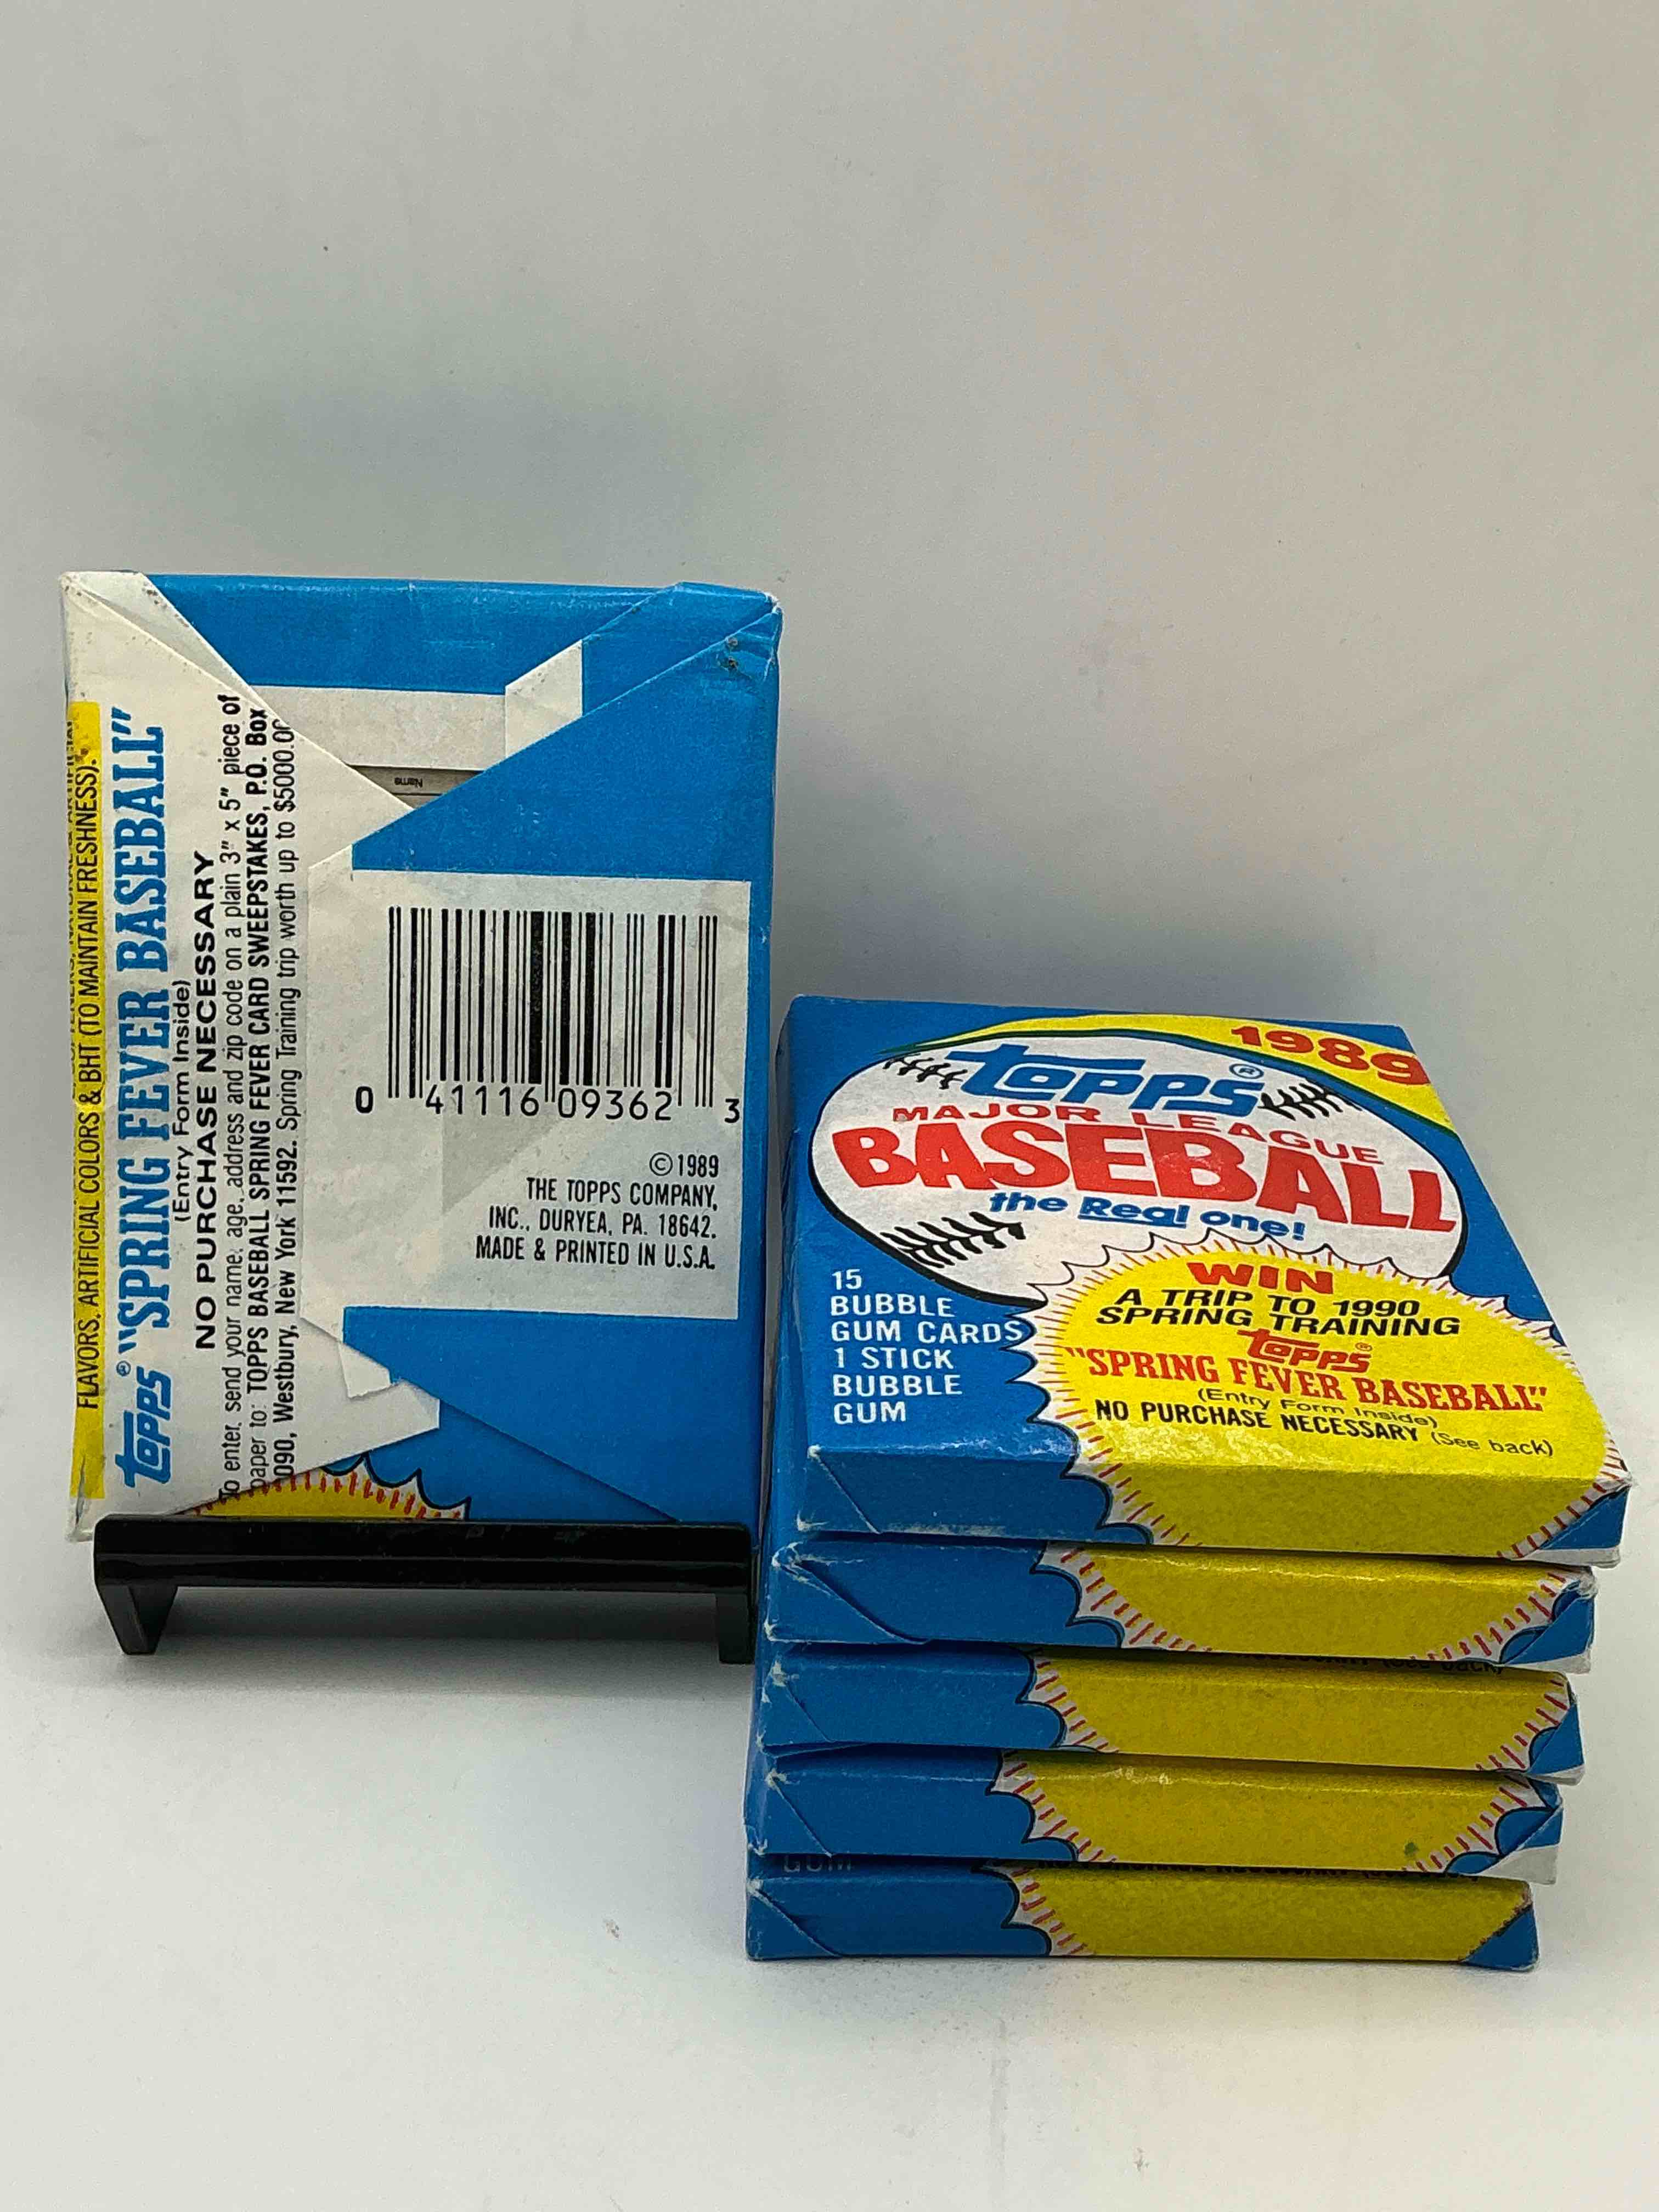 FLAVORS, ARTIFICIAL COLORS & BHT (TO MAINTAIN FRESHNESS).
TOPPS® "SPRING FEVER BASEBALL"
(Entry Form Inside)
NO PURCHASE NECESSARY
To enter, send your name, age, address and zip code on a plain 3" x 5" piece of
paper to: TOPPS BASEBALL SPRING FEVER CARD SWEEPSTAKES, P.O. Box
090, Westbury, New York 11592. Spring Training trip worth up to $5000.00
Name
0 41116 09362 3
©1989
THE TOPPS COMPANY,
INC., DURYEA, PA. 18642.
MADE & PRINTED IN U.S.A.
1989
TOPPS®
MAJOR LEAGUE
BASEBALL
the Real one!
15
BUBBLE
GUM CARDS
1 STICK
BUBBLE
GUM
WIN
A TRIP TO 1990
SPRING TRAINING
TOPPS®
"SPRING FEVER BASEBALL"
(Entry Form Inside)
NO PURCHASE NECESSARY (See back)
(See back)
GUM